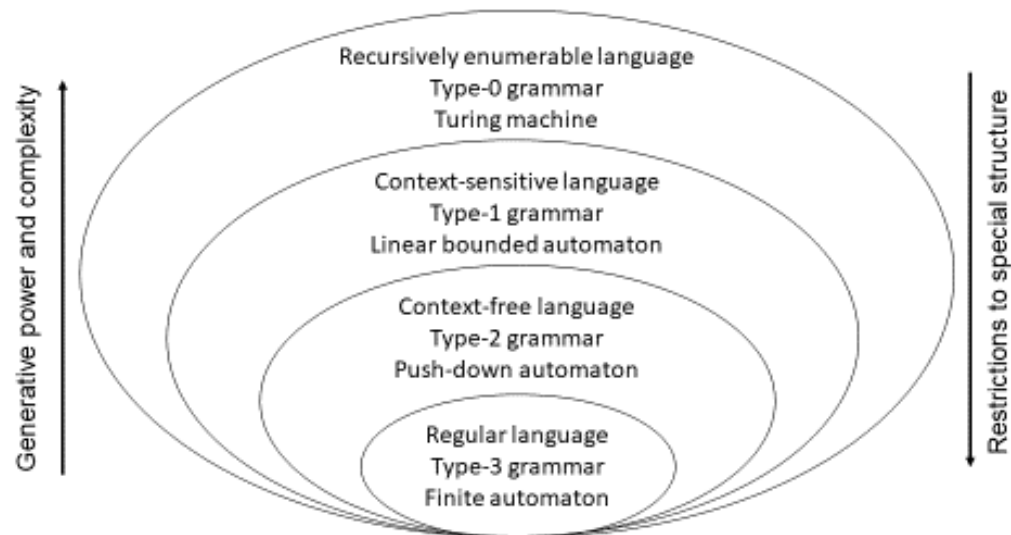 Generative power and complexity
Recursively enumerable language
Type-0 grammar
Turing machine
Context-sensitive language
Type-1 grammar
Linear bounded automaton
Context-free language
Type-2 grammar
Push-down automaton
Regular language
Type-3 grammar
Finite automaton
Restrictions to special structure